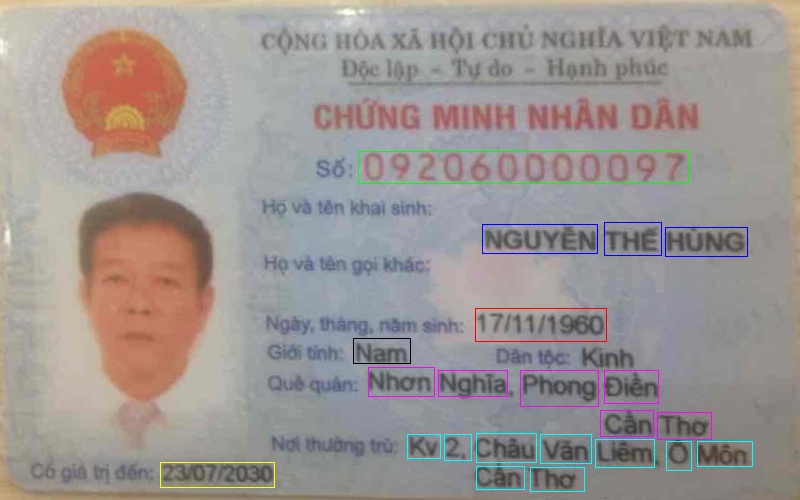 CỘNG HÒA XÃ HỘI CHỦ NGHĨA VIỆT NAM
Độc lập - Tự do - Hạnh phúc
CHỨNG MINH NHÂN DÂN
Số: 092060000097
Họ và tên khai sinh:
NGUYỄN THẾ HÙNG
Họ và tên gọi khác:
Ngày, tháng, năm sinh: 17/11/1960
Giới tính: Nam Dân tộc: Kinh
Quê quán: Nhơn Nghĩa, Phong Điền
Cần Thơ
Nơi thường trú: Kv 2, Châu Văn Liêm, Ô Môn
Cần Thơ
Có giá trị đến: 23/07/2030